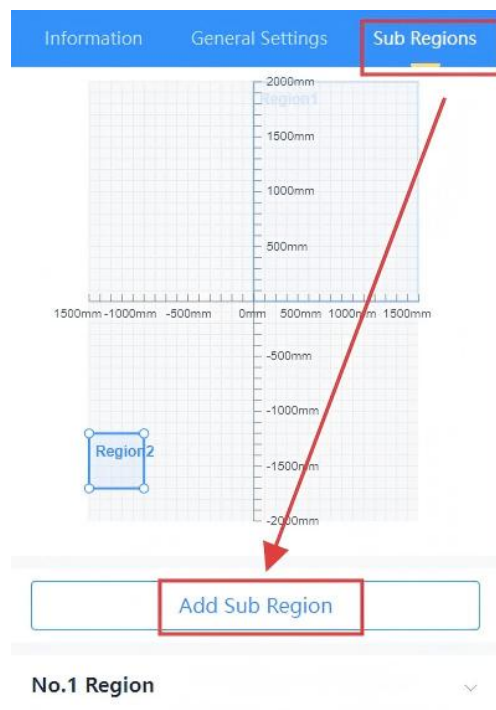 Information General Settings Sub Regions
2000mm
Region1
1500mm
1000mm
500mm
1500mm -1000mm -500mm 0mm 500mm 1000mm 1500mm
-500mm
-1000mm
Region2
-1500mm
-2000mm
Add Sub Region
No.1 Region